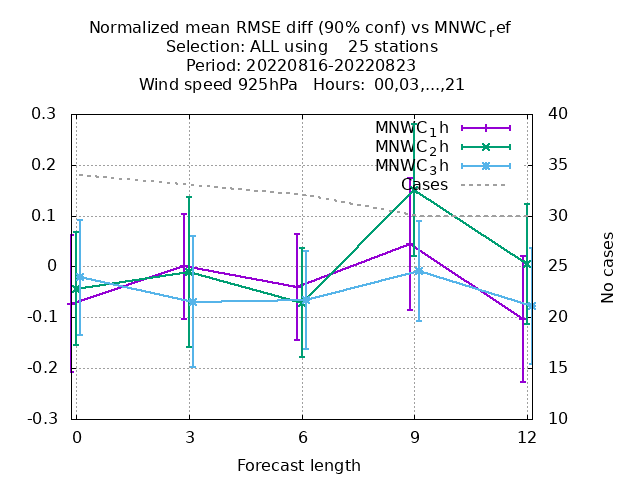 Normalized mean RMSE diff (90% conf) vs MNWCref
Selection: ALL using    25 stations
Period: 20220816-20220823
Wind speed 925hPa   Hours: 00,03,...,21
0.3
0.2
0.1
0
-0.1
-0.2
-0.3
40
35
30
25
20
15
10
MNWC1h
MNWC2h
MNWC3h
Cases
No cases
0 3 6 9 12
Forecast length